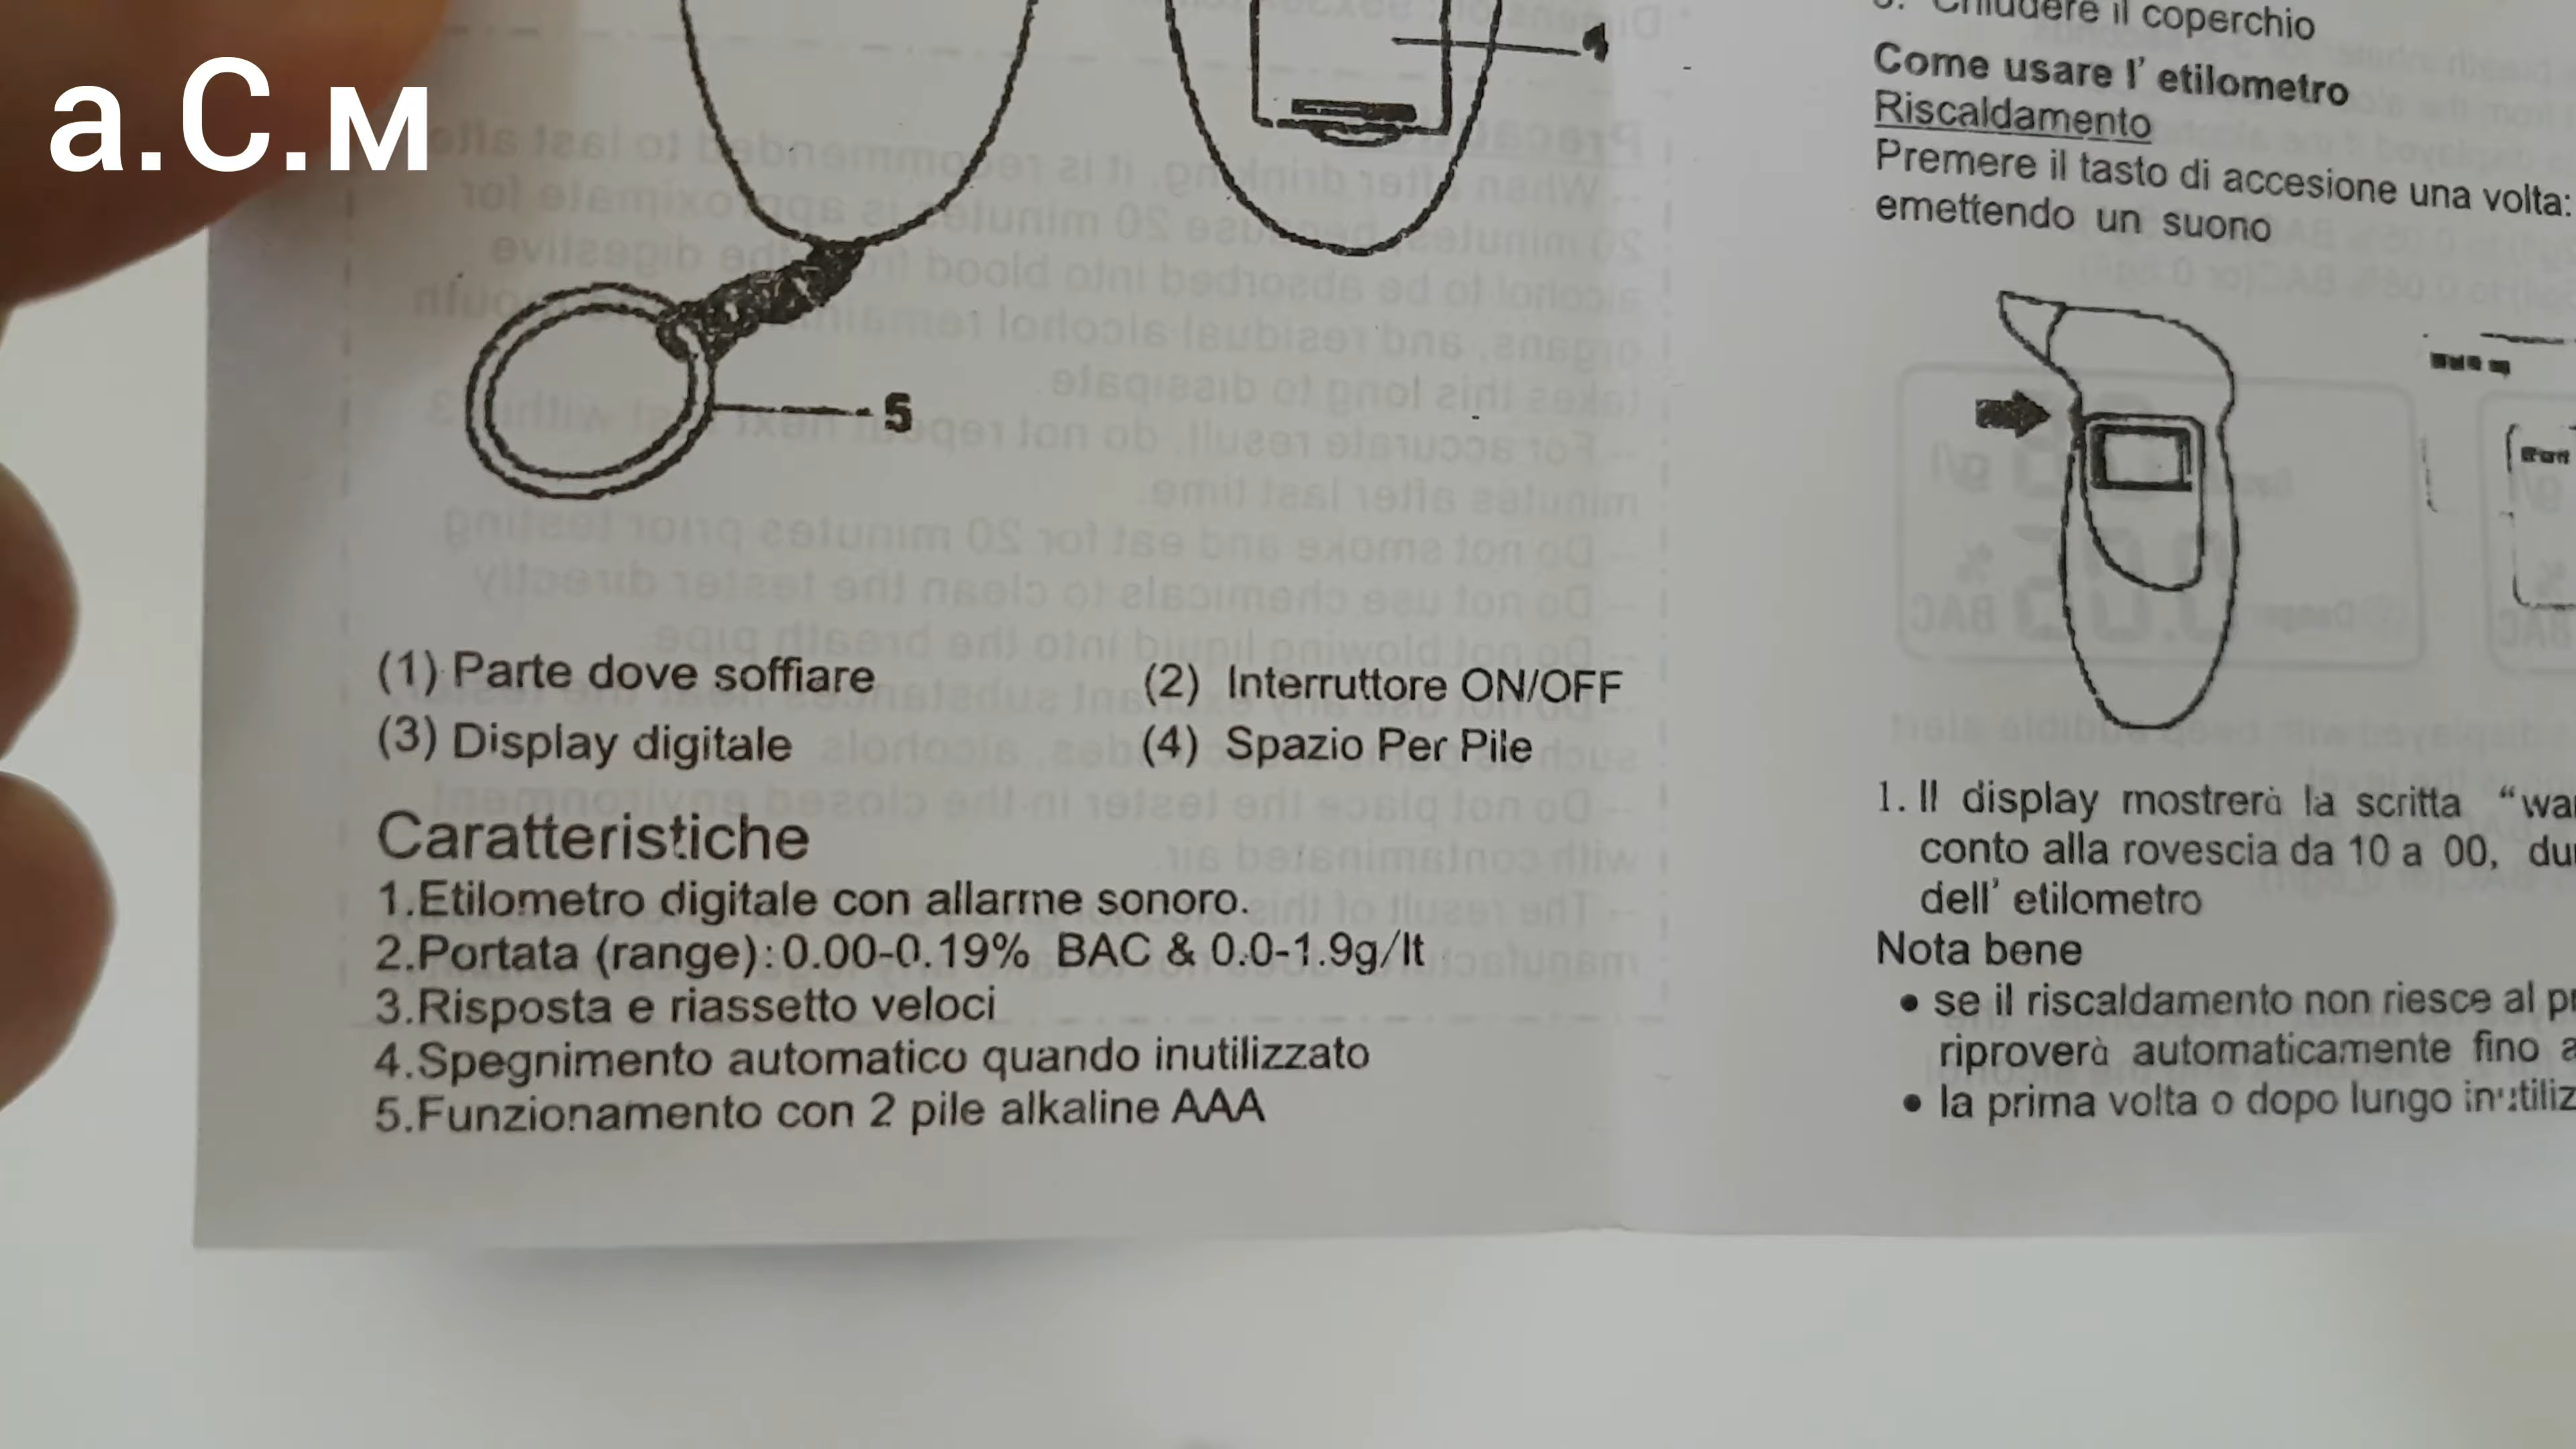 a.C.м
4
5
(1) Parte dove soffiare
(2) Interruttore ON/OFF
(3) Display digitale
(4) Spazio Per Pile
Caratteristiche
1.Etilometro digitale con allarme sonoro.
2.Portata (range):0.00-0.19% BAC & 0.0-1.9g/lt
3.Risposta e riassetto veloci
4.Spegnimento automatico quando inutilizzato
5.Funzionamento con 2 pile alkaline AAA
Chiudere il coperchio
Come usare l' etilometro
Riscaldamento
Premere il tasto di accesione una volta:
emettendo un suono
1. Il display mostrerà la scritta
conto alla rovescia da 10 a 00,
dell' etilometro
Nota bene
• se il riscaldamento non riesce al
riproverà automaticamente fino
• la prima volta o dopo lungo